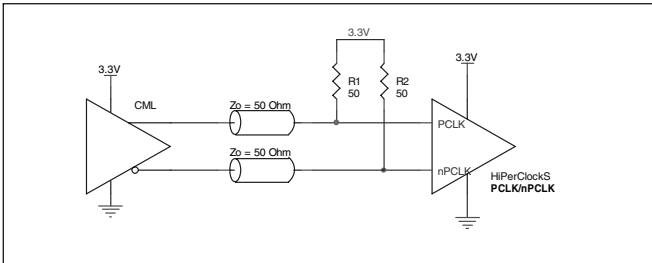 3.3V
3.3V
3.3V
R1
50
R2
50
CML
Zo = 50 Ohm
PCLK
Zo = 50 Ohm
nPCLK
HiPerClockS
PCLK/nPCLK